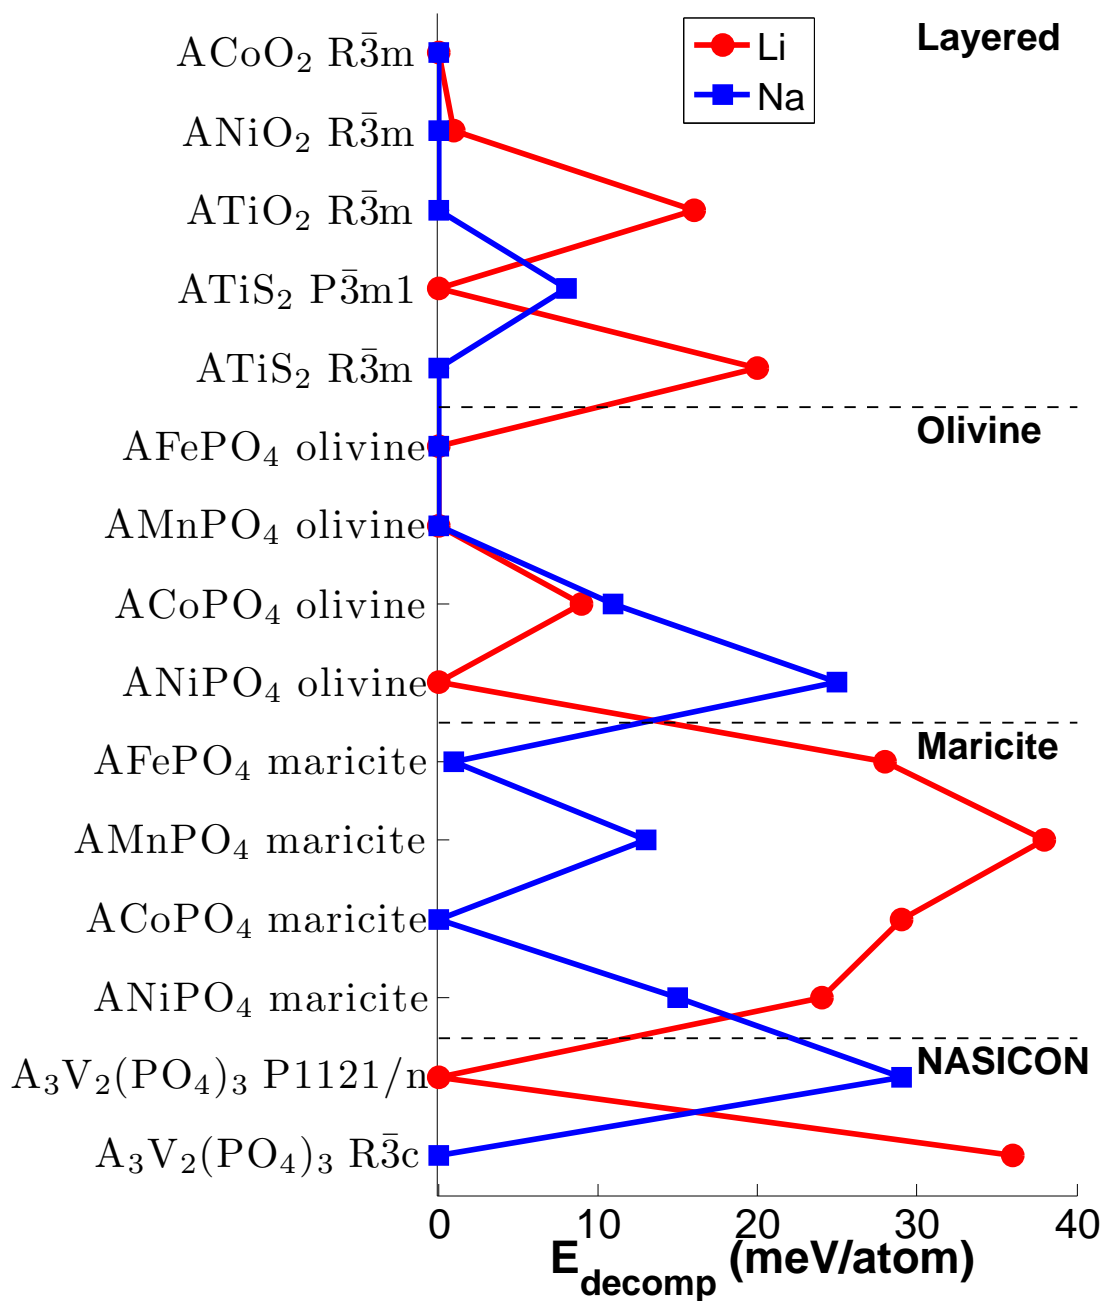 Li
Na
Layered
ACoO₂ R3̄m
ANiO₂ R3̄m
ATiO₂ R3̄m
ATiS₂ P3̄m1
ATiS₂ R3̄m
Olivine
AFePO₄ olivine
AMnPO₄ olivine
ACoPO₄ olivine
ANiPO₄ olivine
Maricite
AFePO₄ maricite
AMnPO₄ maricite
ACoPO₄ maricite
ANiPO₄ maricite
NASICON
A₃V₂(PO₄)₃ P1121/n
A₃V₂(PO₄)₃ R3̄c
0 10 20 30 40
E_decomp (meV/atom)